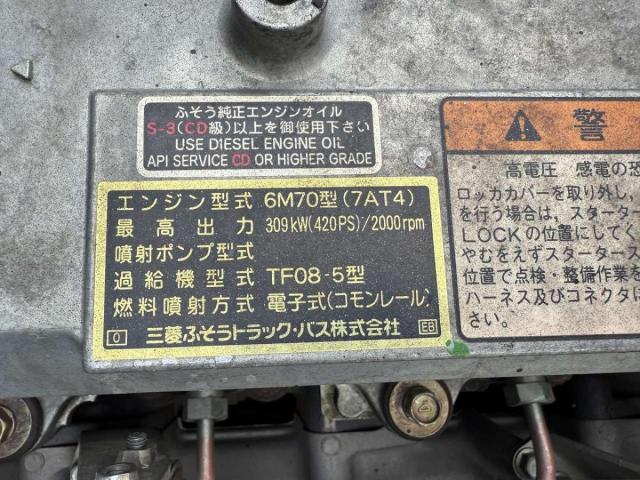 ふそう純正エンジンオイル
S-3(CD級)以上を御使用下さい
USE DIESEL ENGINE OIL
API SERVICE CD OR HIGHER GRADE
エンジン型式 6M70型(7AT4)
最高出力 309kW(420PS)/2000rpm
噴射ポンプ型式
過給機型式 TF08-5型
燃料噴射方式 電子式(コモンレール)
0 三菱ふそうトラック・バス株式会社 EB
警
高電圧 感電の恐
ロッカカバーを取り外し,
を行う場合は,スタータス
LOCKの位置にしてく
やむをえずスタータス
位置で点検・整備作業
ハーネス及びコネクタに
さい。